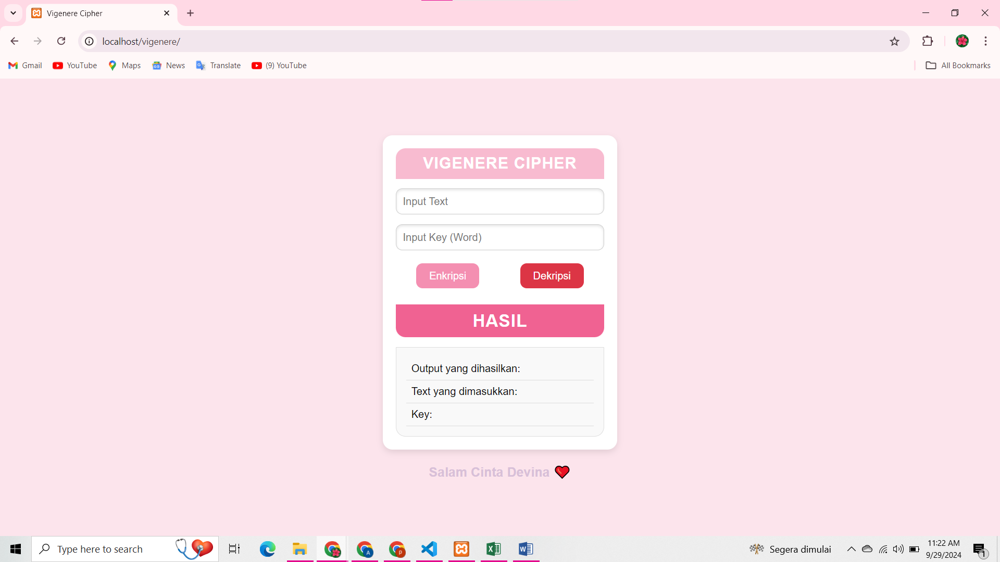 Vigenere Cipher
localhost/vigenere/
Gmail YouTube Maps News Translate (9) YouTube All Bookmarks
VIGENERE CIPHER
Input Text
Input Key (Word)
Enkripsi Dekripsi
HASIL
Output yang dihasilkan:
Text yang dimasukkan:
Key:
Salam Cinta Devina
Type here to search
A
P
Segera dimulai
11:22 AM
9/29/2024
1